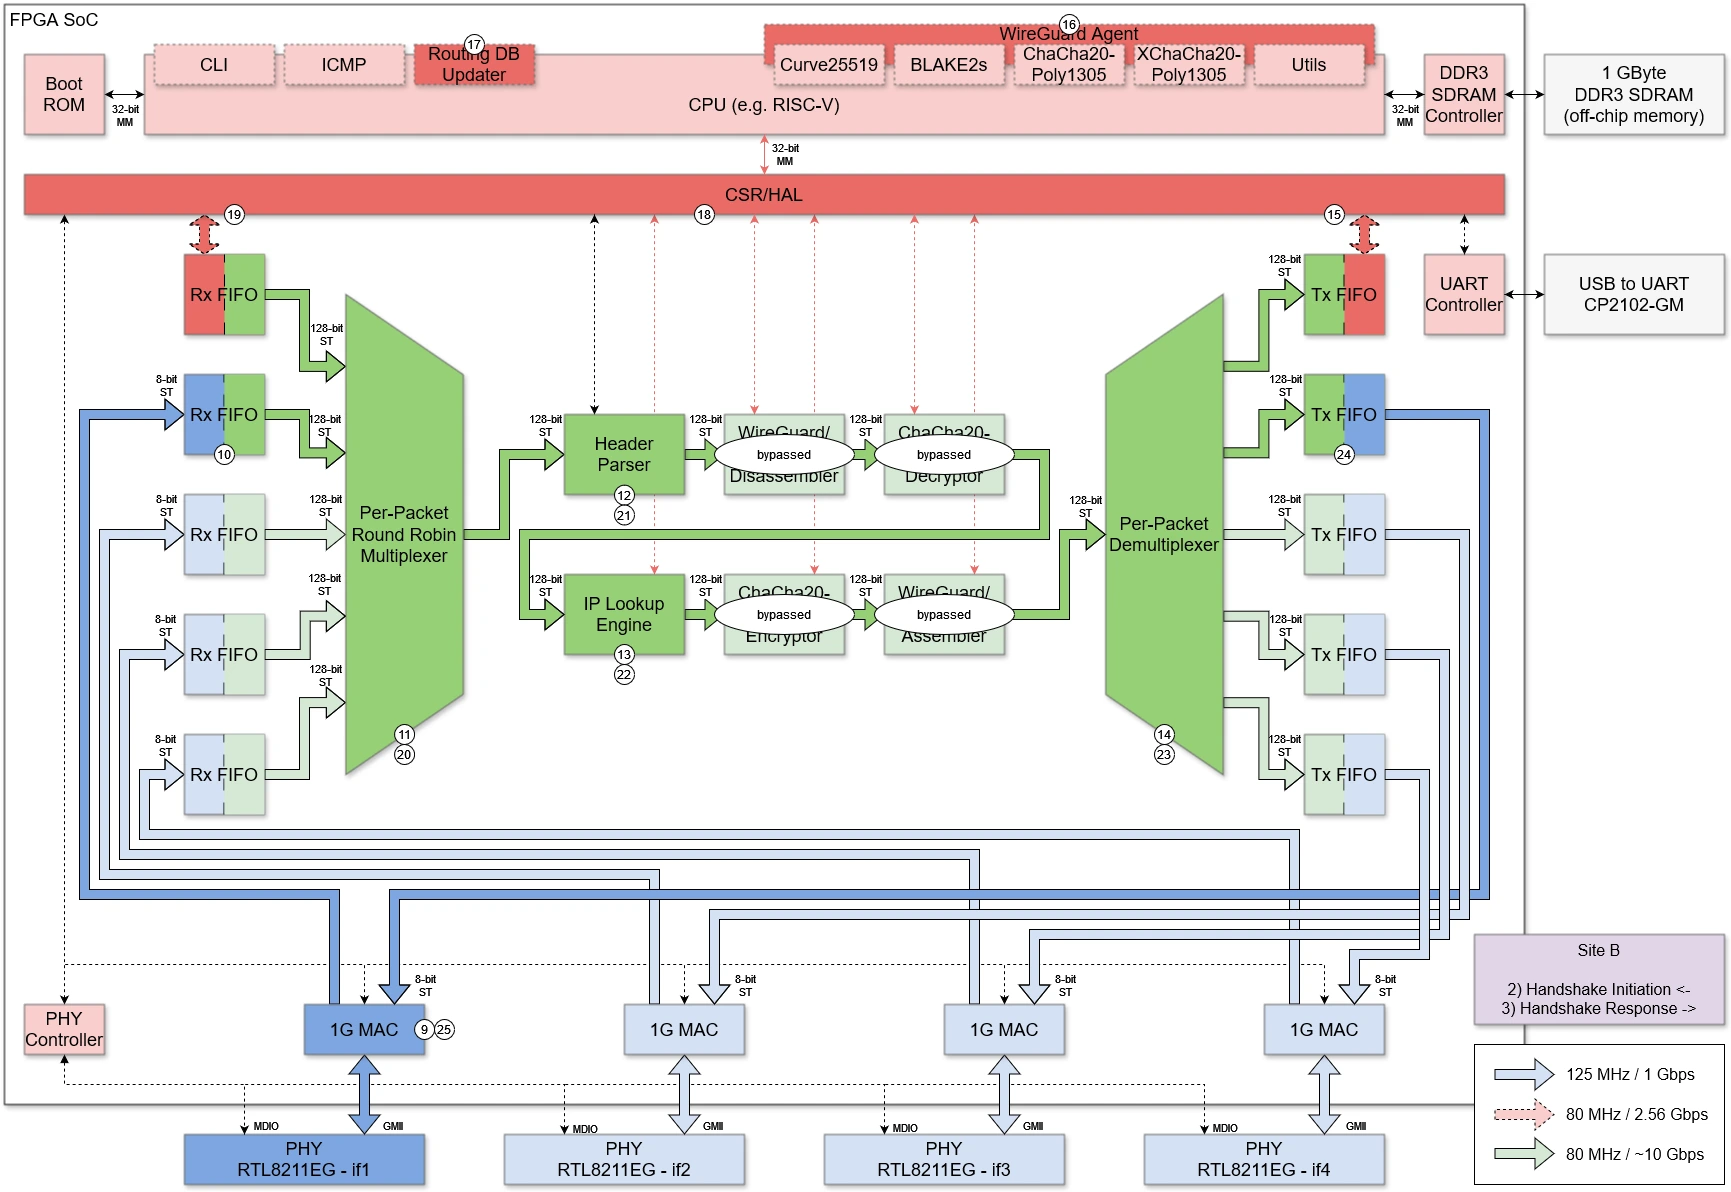 FPGA SoC
16
WireGuard Agent
17
Routing DB
Updater
CLI
ICMP
Curve25519
BLAKE2s
ChaCha20-
Poly1305
XChaCha20-
Poly1305
Utils
Boot
ROM
32-bit
MM
CPU (e.g. RISC-V)
32-bit
MM
DDR3
SDRAM
Controller
1 GByte
DDR3 SDRAM
(off-chip memory)
32-bit
MM
CSR/HAL
19
18
15
Rx FIFO
128-bit
ST
128-bit
ST
Tx FIFO
UART
Controller
USB to UART
CP2102-GM
8-bit
ST
Rx FIFO
10
128-bit
ST
128-bit
ST
Header
Parser
12
21
128-bit
ST
WireGuard/
bypassed
Disassembler
128-bit
ST
ChaCha20-
bypassed
Decryptor
128-bit
ST
Tx FIFO
24
8-bit
ST
Rx FIFO
128-bit
ST
Per-Packet
Round Robin
Multiplexer
11
20
128-bit
ST
Per-Packet
Demultiplexer
14
23
128-bit
ST
Tx FIFO
128-bit
ST
IP Lookup
Engine
13
22
128-bit
ST
ChaCha20-
bypassed
Encryptor
128-bit
ST
WireGuard/
bypassed
Assembler
8-bit
ST
Rx FIFO
128-bit
ST
128-bit
ST
Tx FIFO
8-bit
ST
Rx FIFO
128-bit
ST
128-bit
ST
Tx FIFO
PHY
Controller
1G MAC
9
25
8-bit
ST
1G MAC
8-bit
ST
1G MAC
8-bit
ST
1G MAC
8-bit
ST
Site B
2) Handshake Initiation <-
3) Handshake Response ->
125 MHz / 1 Gbps
80 MHz / 2.56 Gbps
80 MHz / ~10 Gbps
MDIO
GMII
MDIO
GMII
MDIO
GMII
MDIO
GMII
PHY
RTL8211EG - if1
PHY
RTL8211EG - if2
PHY
RTL8211EG - if3
PHY
RTL8211EG - if4